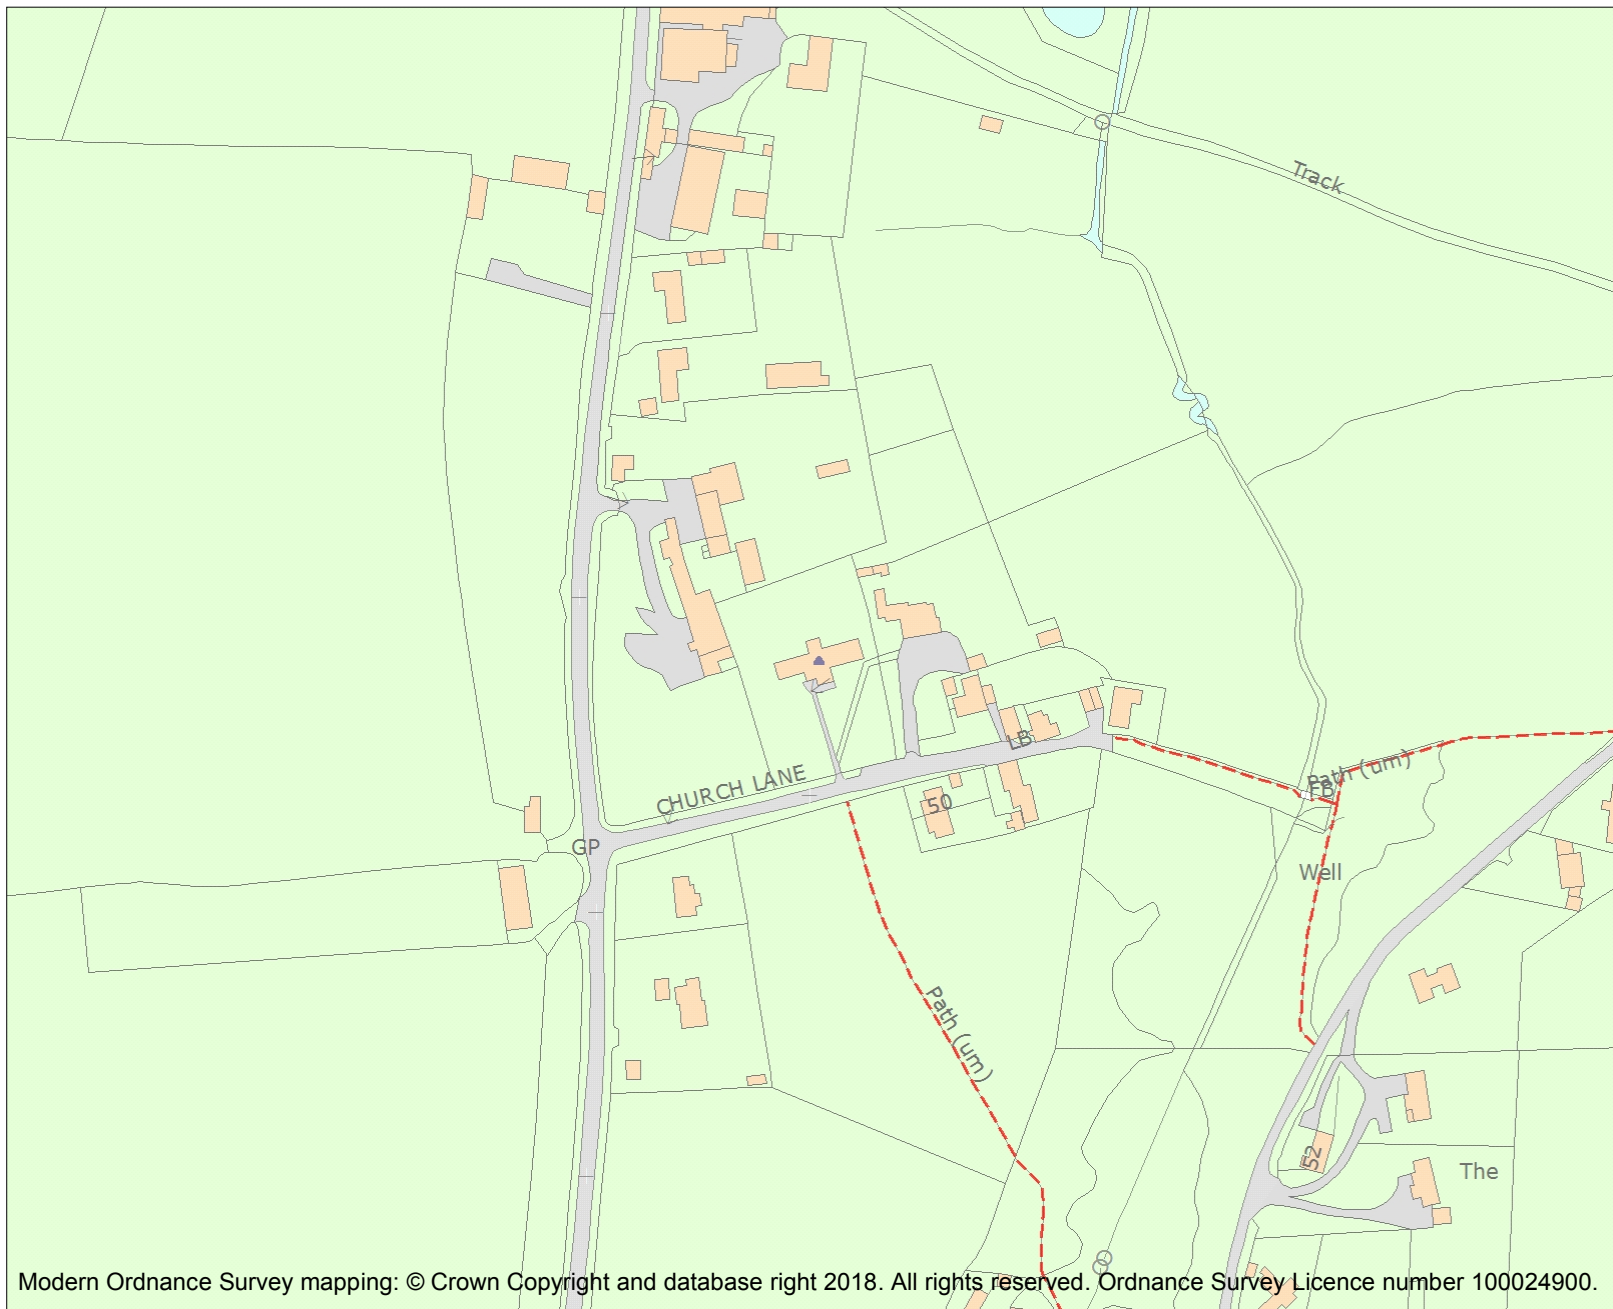 Track
LB
CHURCH LANE
Path (um)
FB
50
GP
Well
Path (um)
52
The
Modern Ordnance Survey mapping: © Crown Copyright and database right 2018. All rights reserved. Ordnance Survey Licence number 100024900.